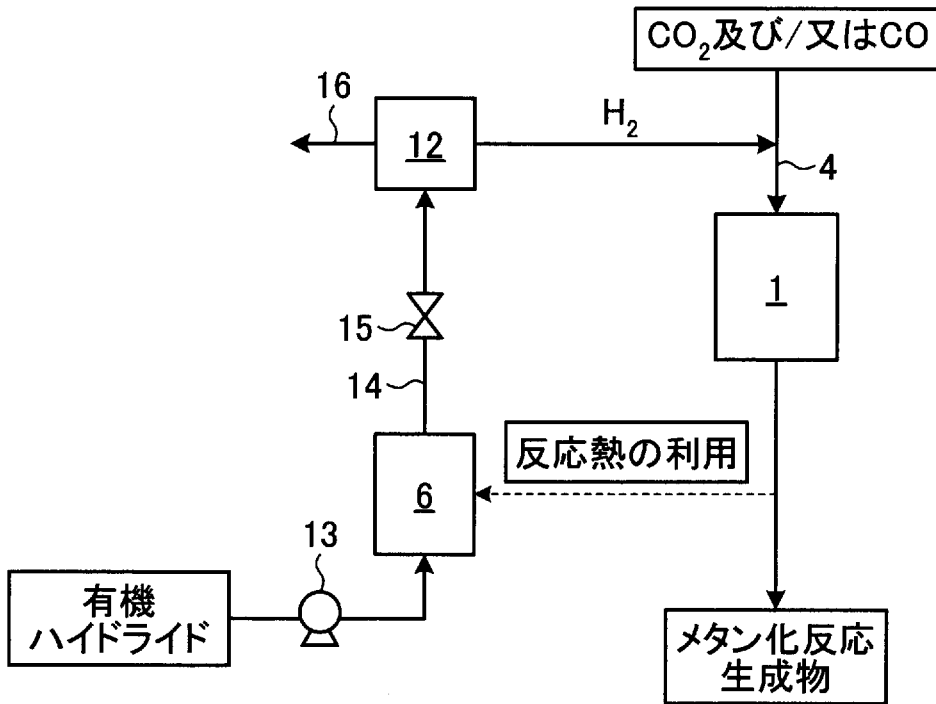 CO₂及び/又はCO
16
12
H₂
4
1
15
14
反応熱の利用
6
13
有機
ハイドライド
メタン化反応
生成物